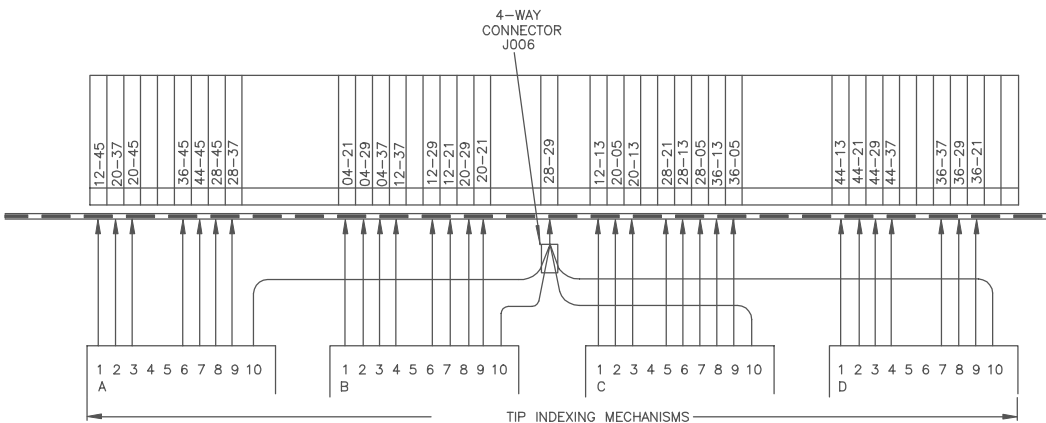 4-WAY
CONNECTOR
J006
12-45
20-37
20-45
36-45
44-45
28-45
28-37
04-21
04-29
04-37
12-37
12-29
12-21
20-29
20-21
28-29
12-13
20-05
20-13
28-21
28-13
28-05
36-13
36-05
44-13
44-21
44-29
44-37
36-37
36-29
36-21
1 2 3 4 5 6 7 8 9 10
A
1 2 3 4 5 6 7 8 9 10
B
1 2 3 4 5 6 7 8 9 10
C
1 2 3 4 5 6 7 8 9 10
D
TIP INDEXING MECHANISMS